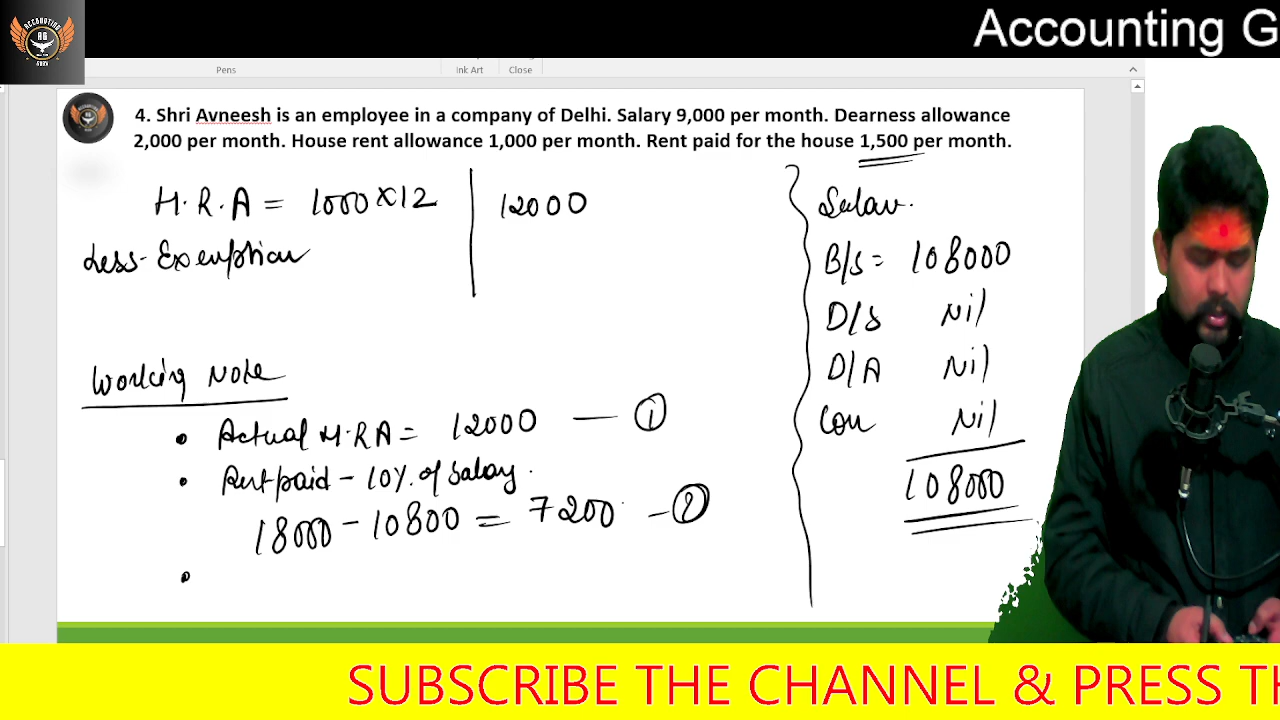 Accounting G
ACCOUNTING
AG
GURU
Pens
Ink Art
Close
4. Shri Avneesh is an employee in a company of Delhi. Salary 9,000 per month. Dearness allowance
2,000 per month. House rent allowance 1,000 per month. Rent paid for the house 1,500 per month.
H.R.A = 1000 × 12 12000
Less- Exemption
Working Note
• Actual H.R.A = 12000 — ①
• Rent paid - 10% of Salary.
18000 - 10800 = 7200 - ②
•
Salary.
B/S = 108000
D/S Nil
D/A Nil
Com Nil
108000
SUBSCRIBE THE CHANNEL & PRESS TH